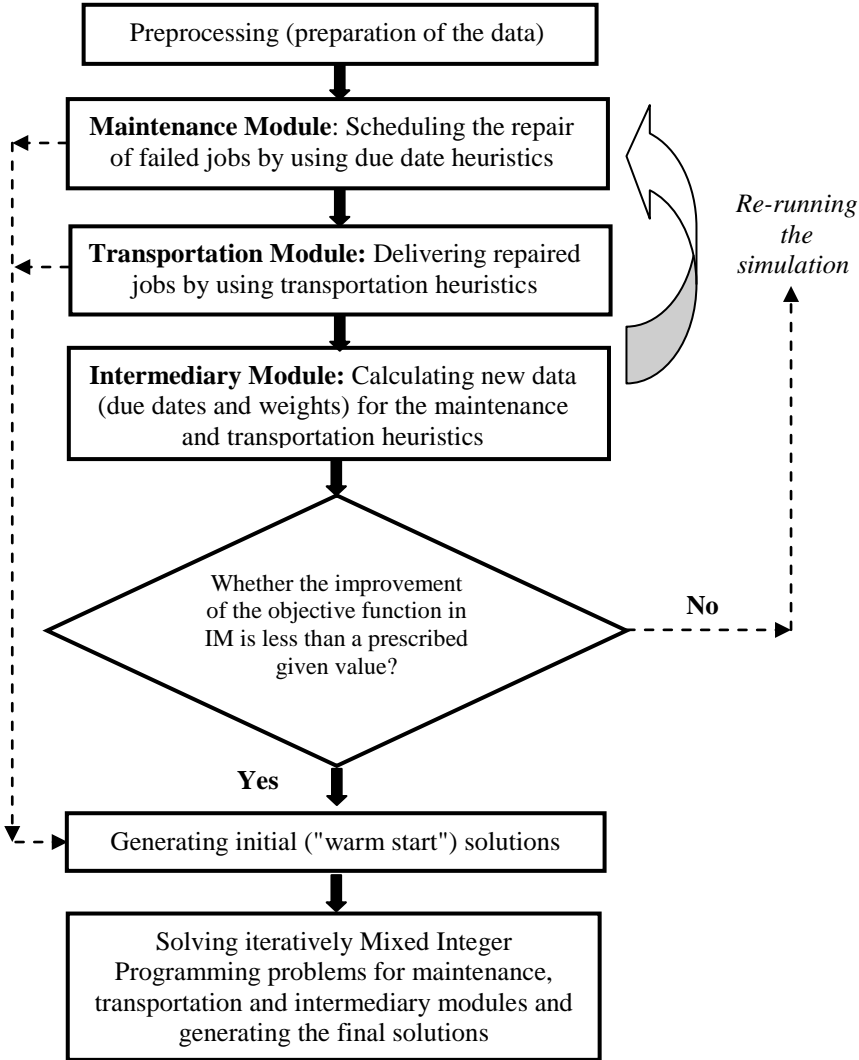 Preprocessing (preparation of the data)
Maintenance Module: Scheduling the repair
of failed jobs by using due date heuristics
Re-running
the
simulation
Transportation Module: Delivering repaired
jobs by using transportation heuristics
Intermediary Module: Calculating new data
(due dates and weights) for the maintenance
and transportation heuristics
Whether the improvement
of the objective function in
IM is less than a prescribed
given value?
No
Yes
Generating initial ("warm start") solutions
Solving iteratively Mixed Integer
Programming problems for maintenance,
transportation and intermediary modules and
generating the final solutions